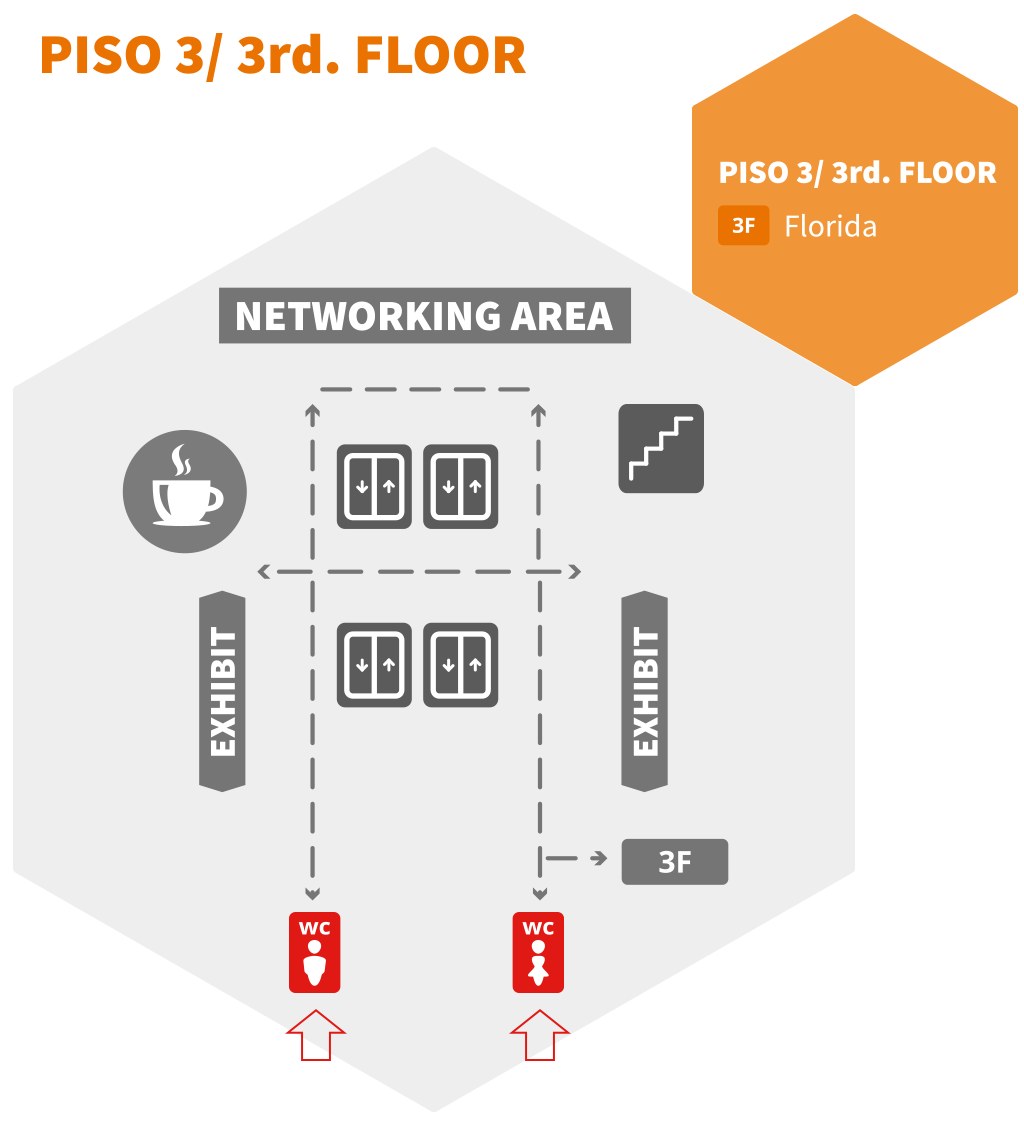 PISO 3/ 3rd. FLOOR
PISO 3/ 3rd. FLOOR
3F Florida
NETWORKING AREA
EXHIBIT
EXHIBIT
3F
WC
WC